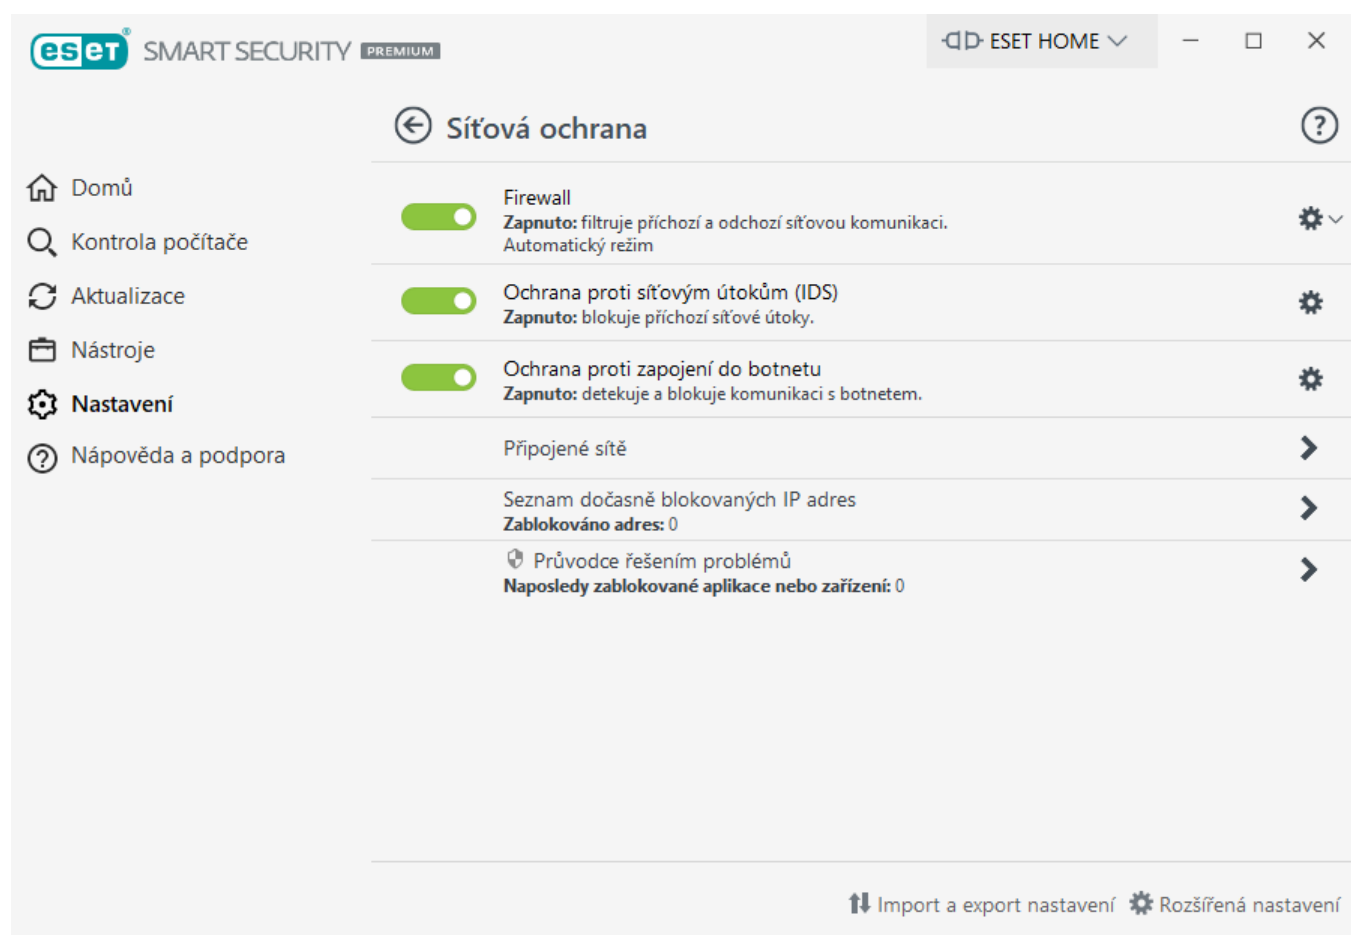 eset® SMART SECURITY PREMIUM
ESET HOME
Síťová ochrana
Domů
Kontrola počítače
Aktualizace
Nástroje
Nastavení
Nápověda a podpora
Firewall
Zapnuto: filtruje příchozí a odchozí síťovou komunikaci.
Automatický režim
Ochrana proti síťovým útokům (IDS)
Zapnuto: blokuje příchozí síťové útoky.
Ochrana proti zapojení do botnetu
Zapnuto: detekuje a blokuje komunikaci s botnetem.
Připojené sítě
Seznam dočasně blokovaných IP adres
Zablokováno adres: 0
Průvodce řešením problémů
Naposledy zablokované aplikace nebo zařízení: 0
Import a export nastavení Rozšířená nastavení